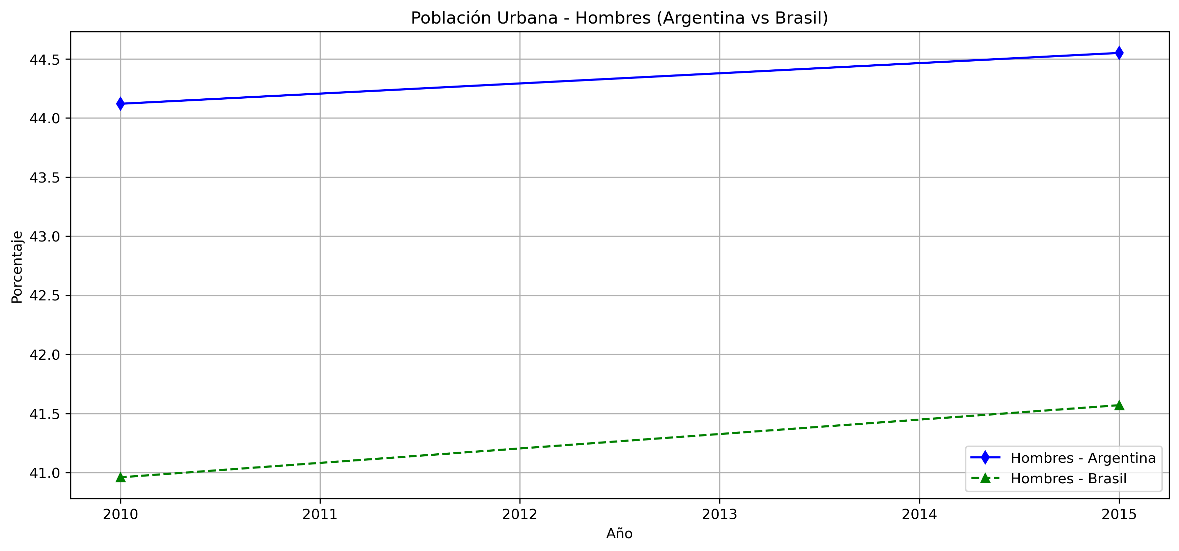 Población Urbana - Hombres (Argentina vs Brasil)
Porcentaje
44.5
44.0
43.5
43.0
42.5
42.0
41.5
41.0
Hombres - Argentina
Hombres - Brasil
2010 2011 2012 2013 2014 2015
Año